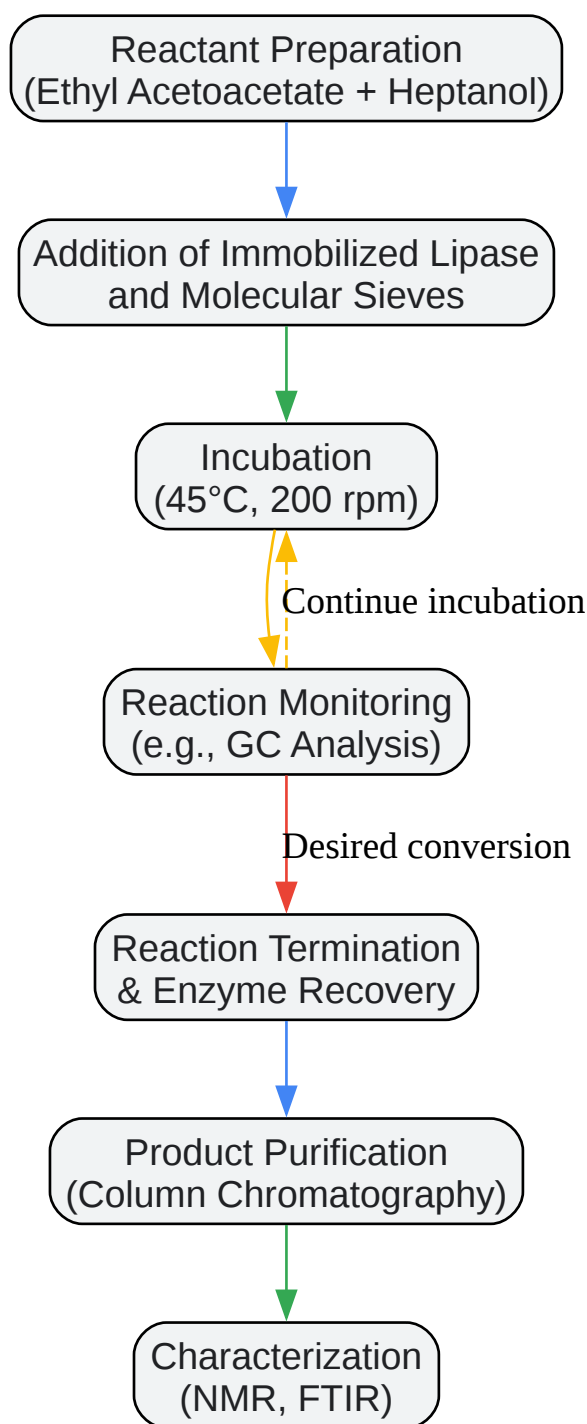 Reactant Preparation
(Ethyl Acetoacetate + Heptanol)
Addition of Immobilized Lipase
and Molecular Sieves
Incubation
(45°C, 200 rpm)
Continue incubation
Reaction Monitoring
(e.g., GC Analysis)
Desired conversion
Reaction Termination
& Enzyme Recovery
Product Purification
(Column Chromatography)
Characterization
(NMR, FTIR)